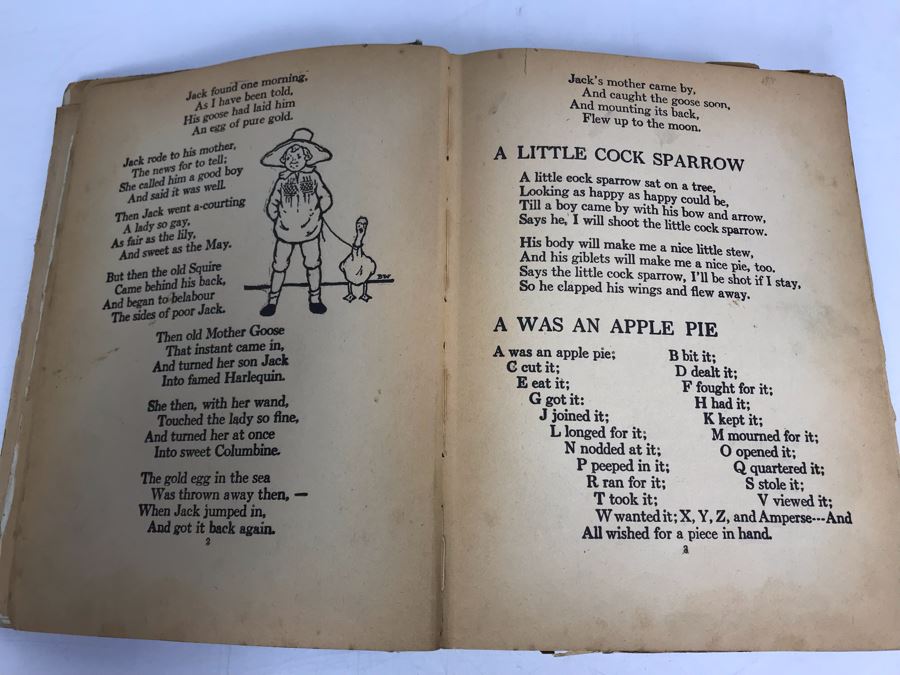 Jack found one morning,
As I have been told,
His goose had laid him
An egg of pure gold.
Jack rode to his mother,
The news for to tell;
She called him a good boy
And said it was well.
Then Jack went a-courting
A lady so gay,
As fair as the lily,
And sweet as the May.
But then the old Squire
Came behind his back,
And began to belabour
The sides of poor Jack.
Then old Mother Goose
That instant came in,
And turned her son Jack
Into famed Harlequin.
She then, with her wand,
Touched the lady so fine,
And turned her at once
Into sweet Columbine.
The gold egg in the sea
Was thrown away then, —
When Jack jumped in,
And got it back again.
2
BW
Jack's mother came by,
And caught the goose soon,
And mounting its back,
Flew up to the moon.
A LITTLE COCK SPARROW
A little cock sparrow sat on a tree,
Looking as happy as happy could be,
Till a boy came by with his bow and arrow,
Says he, I will shoot the little cock sparrow.
His body will make me a nice little stew,
And his giblets will make me a nice pie, too.
Says the little cock sparrow, I'll be shot if I stay,
So he clapped his wings and flew away.
A WAS AN APPLE PIE
A was an apple pie; B bit it;
C cut it; D dealt it;
E eat it; F fought for it;
G got it: H had it;
J joined it; K kept it;
L longed for it; M mourned for it;
N nodded at it; O opened it;
P peeped in it; Q quartered it;
R ran for it; S stole it;
T took it; V viewed it;
W wanted it; X, Y, Z, and Amperse---And
All wished for a piece in hand.